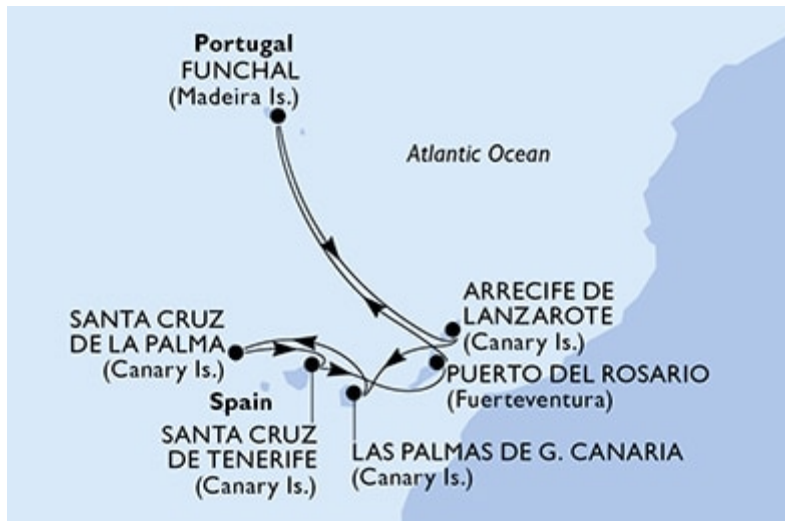 Portugal
FUNCHAL
(Madeira Is.)
Atlantic Ocean
ARRECIFE DE
LANZAROTE
(Canary Is.)
SANTA CRUZ
DE LA PALMA
(Canary Is.)
PUERTO DEL ROSARIO
(Fuerteventura)
Spain
SANTA CRUZ
DE TENERIFE
(Canary Is.)
LAS PALMAS DE G. CANARIA
(Canary Is.)